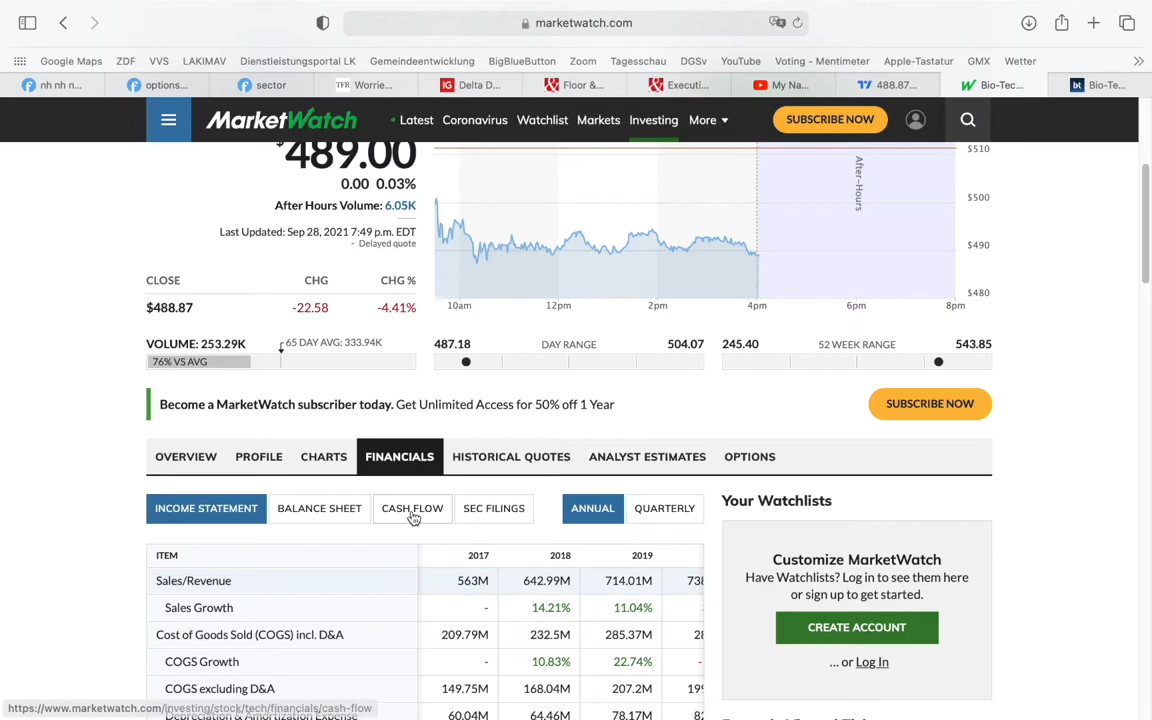 marketwatch.com
Google Maps ZDF VVS LAKIMAV Dienstleistungsportal LK Gemeindeentwicklung BigBlueButton Zoom Tagesschau DGSv YouTube Voting - Mentimeter Apple-Tastatur GMX Wetter
nh nh n... options... sector TFR Worrie... IG Delta D... Floor &... Executi... My Na... 488.87... Bio-Tec... bt Bio-Te...
MarketWatch Latest Coronavirus Watchlist Markets Investing More SUBSCRIBE NOW
$489.00
0.00 0.03%
After Hours Volume: 6.05K
Last Updated: Sep 28, 2021 7:49 p.m. EDT
- Delayed quote
$510
$500
$490
$480
After-Hours
10am 12pm 2pm 4pm 6pm 8pm
CLOSE CHG CHG %
$488.87 -22.58 -4.41%
VOLUME: 253.29K 65 DAY AVG: 333.94K
76% VS AVG
487.18 DAY RANGE 504.07
245.40 52 WEEK RANGE 543.85
Become a MarketWatch subscriber today. Get Unlimited Access for 50% off 1 Year
SUBSCRIBE NOW
OVERVIEW PROFILE CHARTS FINANCIALS HISTORICAL QUOTES ANALYST ESTIMATES OPTIONS
INCOME STATEMENT BALANCE SHEET CASH FLOW SEC FILINGS ANNUAL QUARTERLY
ITEM 2017 2018 2019
Sales/Revenue 563M 642.99M 714.01M 738
Sales Growth - 14.21% 11.04%
Cost of Goods Sold (COGS) incl. D&A 209.79M 232.5M 285.37M 28
COGS Growth - 10.83% 22.74% -
COGS excluding D&A 149.75M 168.04M 207.2M 199
Depreciation & Amortization Expense 60.04M 64.46M 78.17M 82
Your Watchlists
Customize MarketWatch
Have Watchlists? Log in to see them here
or sign up to get started.
CREATE ACCOUNT
... or Log In
https://www.marketwatch.com/investing/stock/tech/financials/cash-flow